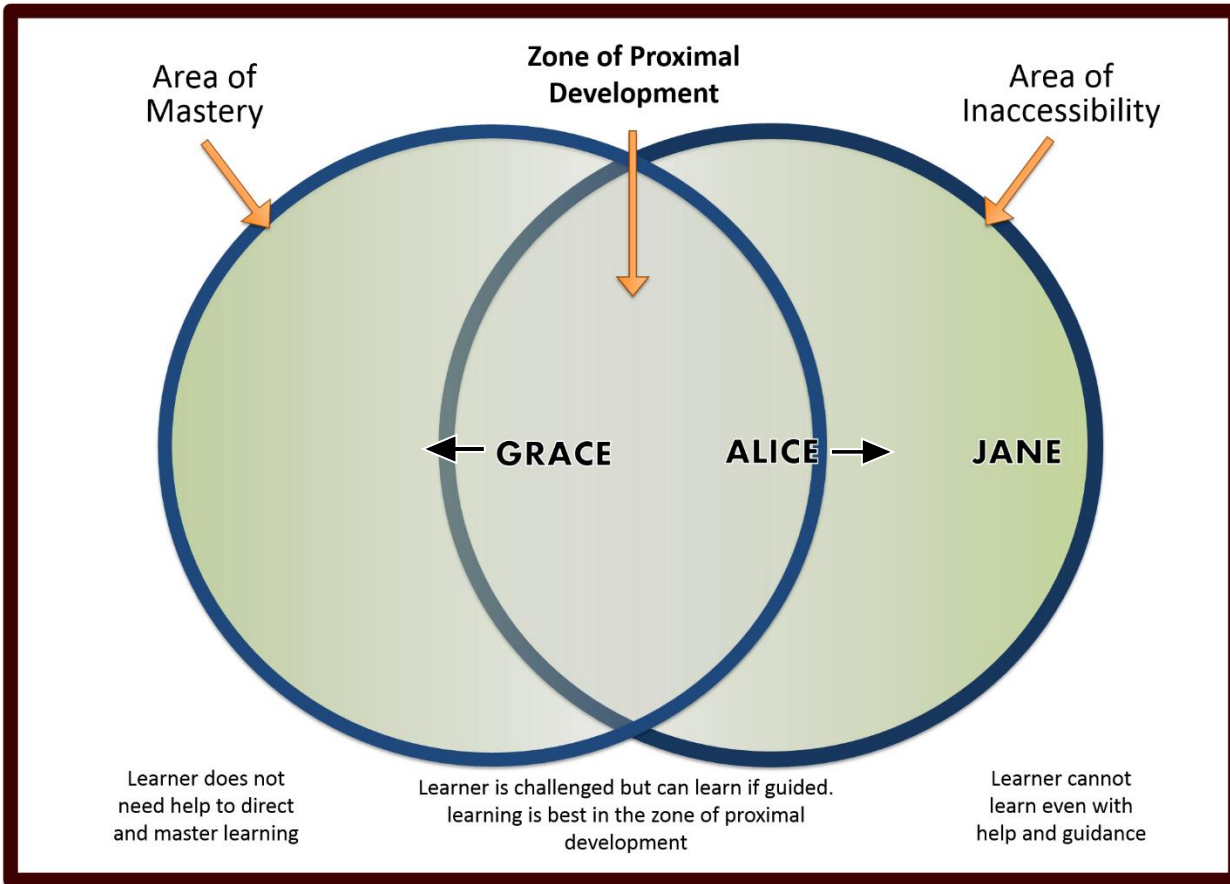 Area of
Mastery
Zone of Proximal
Development
Area of
Inaccessibility
GRACE
ALICE
JANE
Learner does not
need help to direct
and master learning
Learner is challenged but can learn if guided.
learning is best in the zone of proximal
development
Learner cannot
learn even with
help and guidance